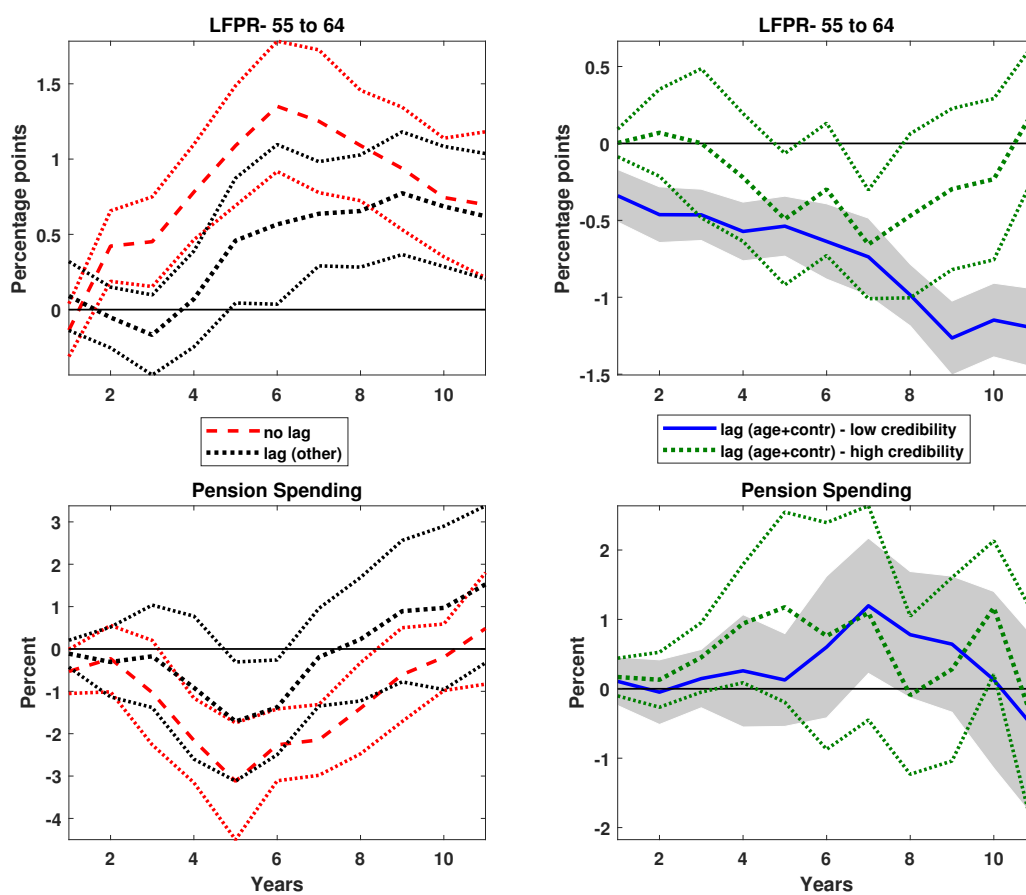 LFPR- 55 to 64
Percentage points
1.5
1
0.5
0
2 4 6 8 10
no lag
lag (other)
LFPR- 55 to 64
Percentage points
0.5
0
-0.5
-1
-1.5
2 4 6 8 10
lag (age+contr) - low credibility
lag (age+contr) - high credibility
Pension Spending
Percent
3
2
1
0
-1
-2
-3
-4
2 4 6 8 10
Years
Pension Spending
Percent
2
1
0
-1
-2
2 4 6 8 10
Years